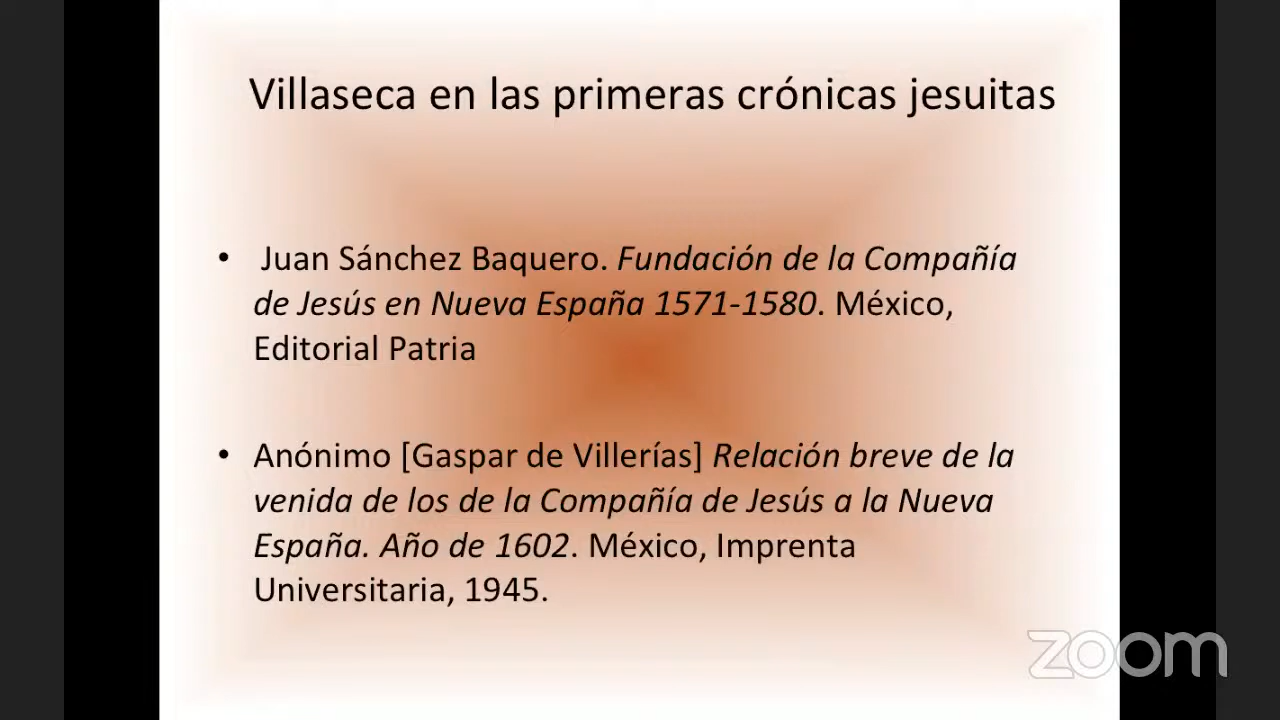 Villaseca en las primeras crónicas jesuitas
• Juan Sánchez Baquero. Fundación de la Compañía
de Jesús en Nueva España 1571-1580. México,
Editorial Patria
• Anónimo [Gaspar de Villerías] Relación breve de la
venida de los de la Compañía de Jesús a la Nueva
España. Año de 1602. México, Imprenta
Universitaria, 1945.
zoom